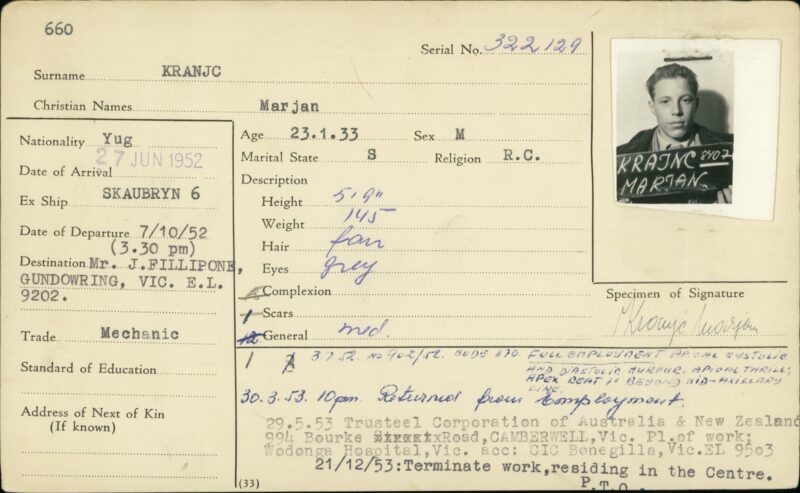 660
Serial No. 322129
Surname KRANJC
Christian Names Marjan
KRAJNC 8407
MARJAN
Nationality Yug
27 JUN 1952
Date of Arrival
Ex Ship SKAUBRYN 6
Date of Departure 7/10/52
(3.30 pm)
Destination Mr. J.FILLIPONE,
GUNDOWRING, VIC. E.L.
9202.
Trade Mechanic
Standard of Education
Address of Next of Kin
(If known)
Age 23.1.33 Sex M
Marital State S Religion R.C.
Description
Height 5'9"
Weight 145
Hair fair
Eyes grey
Complexion
Scars
General med.
Specimen of Signature
Kranjc Marjan
1 3.7.52. No 902/52. CODE 470. FULL EMPLOYMENT APICAL SYSTOLIC
AND DIASTOLIC MURMUR, APICAL THRILL,
APEX BEAT IS BEYOND MID-AXILLARY
LINE.
30.3.53. 10pm. Returned from Employment.
29.5.53 Trusteel Corporation of Australia & New Zealand
994 Bourke Road,CAMBERWELL,Vic. Pl.of work;
Wodonga Hospital,Vic. acc: CIC Bonegilla,Vic.EL 9503
21/12/53:Terminate work,residing in the Centre.
P.T.O.
(33)